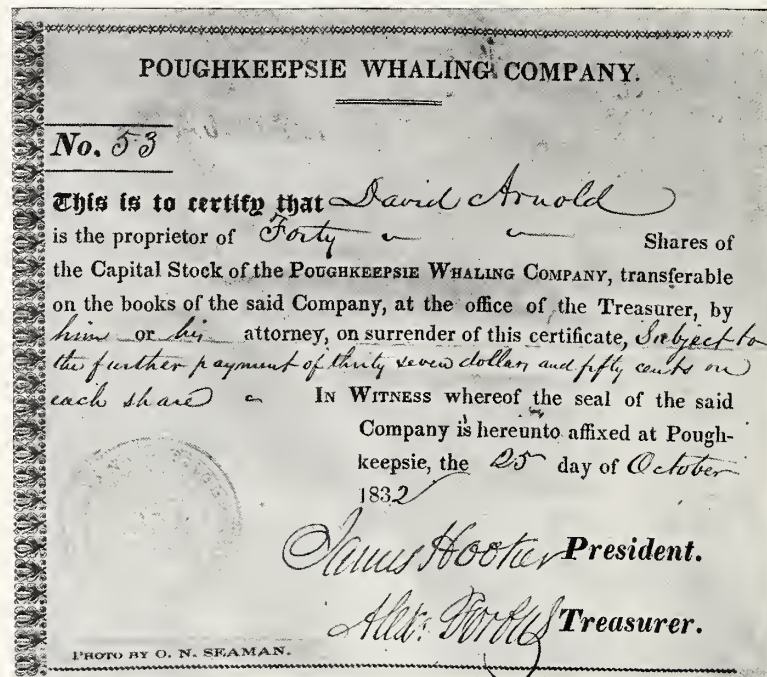 POUGHKEEPSIE WHALING COMPANY.
No. 53
This is to certify that David Arnold
is the proprietor of Forty Shares of
the Capital Stock of the POUGHKEEPSIE WHALING COMPANY, transferable
on the books of the said Company, at the office of the Treasurer, by
him or his attorney, on surrender of this certificate, Subject to
the further payment of thirty seven dollars and fifty cents on
each share IN WITNESS whereof the seal of the said
Company is hereunto affixed at Pough-
keepsie, the 25 day of October
1832
James Hooker President.
Alex. Forbus Treasurer.
PHOTO BY O. N. SEAMAN.